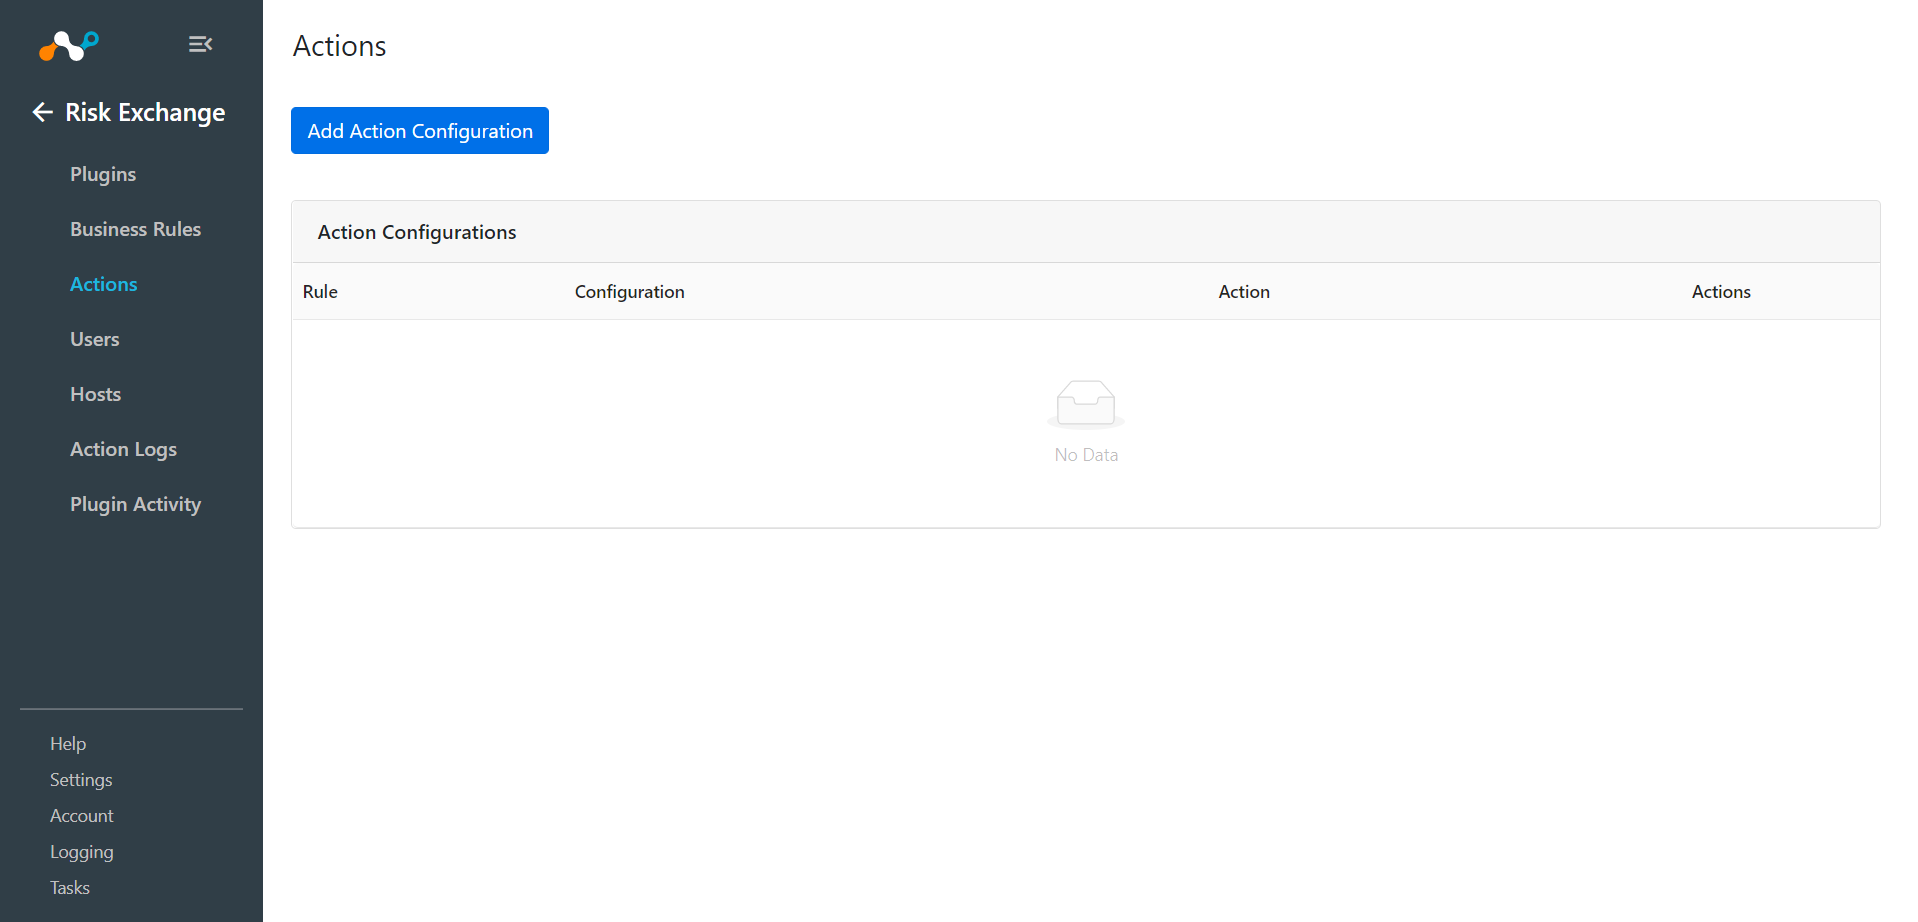 Risk Exchange
Plugins
Business Rules
Actions
Users
Hosts
Action Logs
Plugin Activity
Help
Settings
Account
Logging
Tasks
Actions
Add Action Configuration
Action Configurations
Rule Configuration Action Actions
No Data